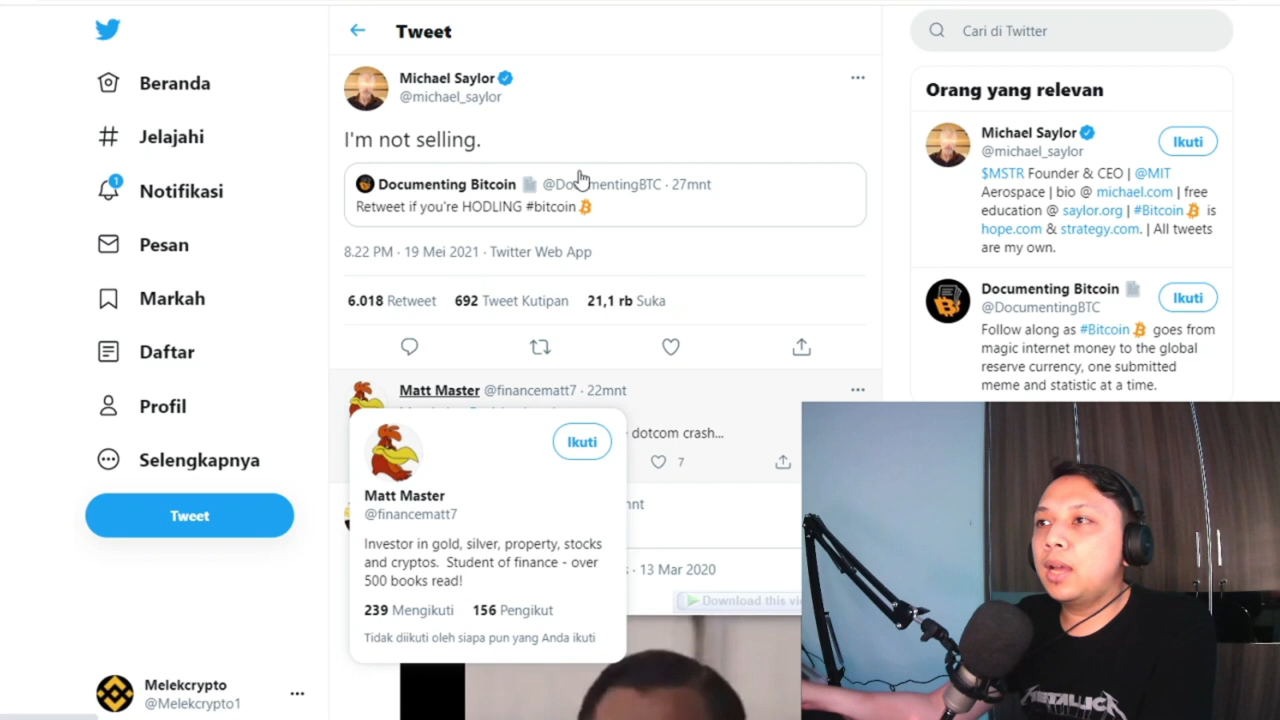 Beranda
Jelajahi
1
Notifikasi
Pesan
Markah
Daftar
Profil
Selengkapnya
Tweet
Melekcrypto
@Melekcrypto1
Tweet
Michael Saylor
@michael_saylor
I'm not selling.
Documenting Bitcoin @DocumentingBTC · 27mnt
Retweet if you're HODLING #bitcoin
8.22 PM · 19 Mei 2021 · Twitter Web App
6.018 Retweet 692 Tweet Kutipan 21,1 rb Suka
Matt Master @financematt7 · 22mnt
dotcom crash...
7
Ikuti
Matt Master
@financematt7
Investor in gold, silver, property, stocks
and cryptos. Student of finance - over
500 books read!
239 Mengikuti 156 Pengikut
Tidak diikuti oleh siapa pun yang Anda ikuti
· 13 Mar 2020
Download this
Cari di Twitter
Orang yang relevan
Michael Saylor
@michael_saylor
Ikuti
$MSTR Founder & CEO | @MIT
Aerospace | bio @ michael.com | free
education @ saylor.org | #Bitcoin is
hope.com & strategy.com. | All tweets
are my own.
Documenting Bitcoin
@DocumentingBTC
Ikuti
Follow along as #Bitcoin goes from
magic internet money to the global
reserve currency, one submitted
meme and statistic at a time.
METALLICA